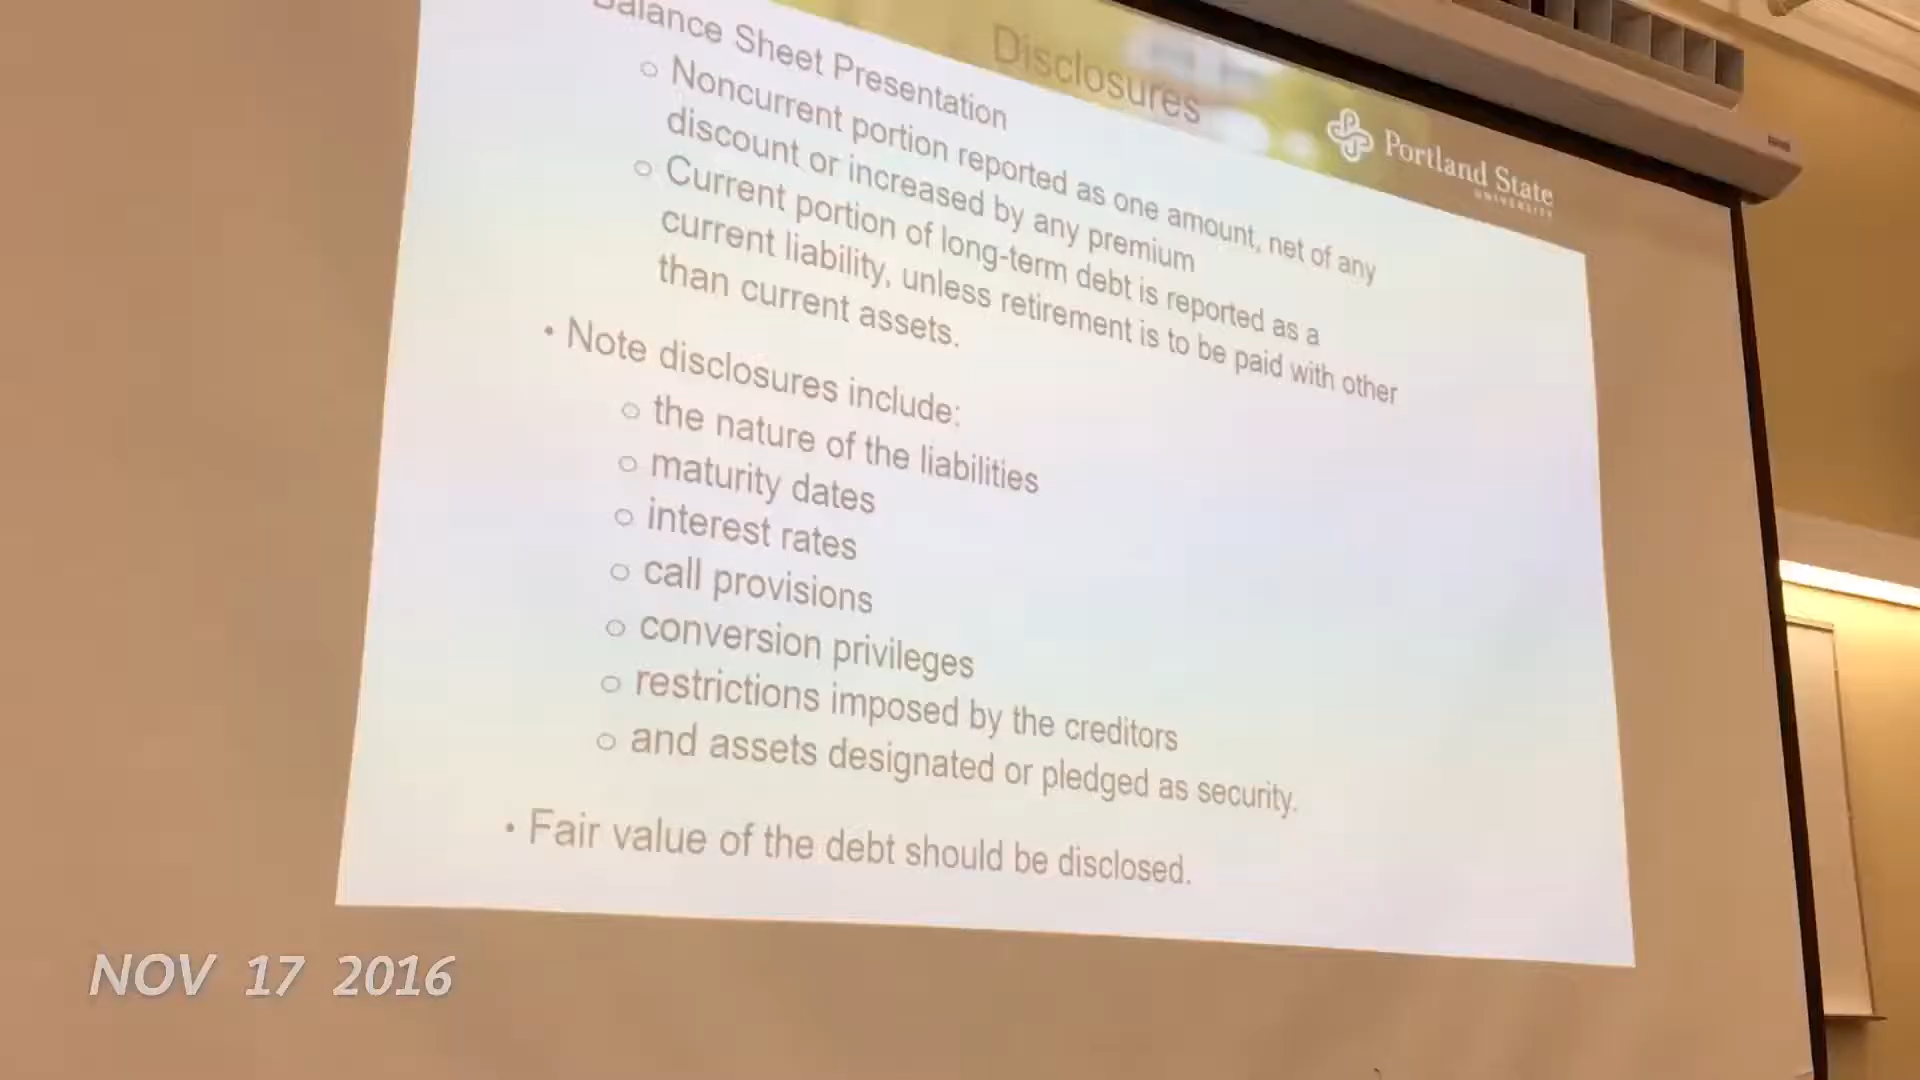 Disclosures
Portland State
UNIVERSITY
Balance Sheet Presentation
○ Noncurrent portion reported as one amount, net of any
discount or increased by any premium
○ Current portion of long-term debt is reported as a
current liability, unless retirement is to be paid with other
than current assets.
• Note disclosures include:
○ the nature of the liabilities
○ maturity dates
○ interest rates
○ call provisions
○ conversion privileges
○ restrictions imposed by the creditors
○ and assets designated or pledged as security.
• Fair value of the debt should be disclosed.
NOV 17 2016